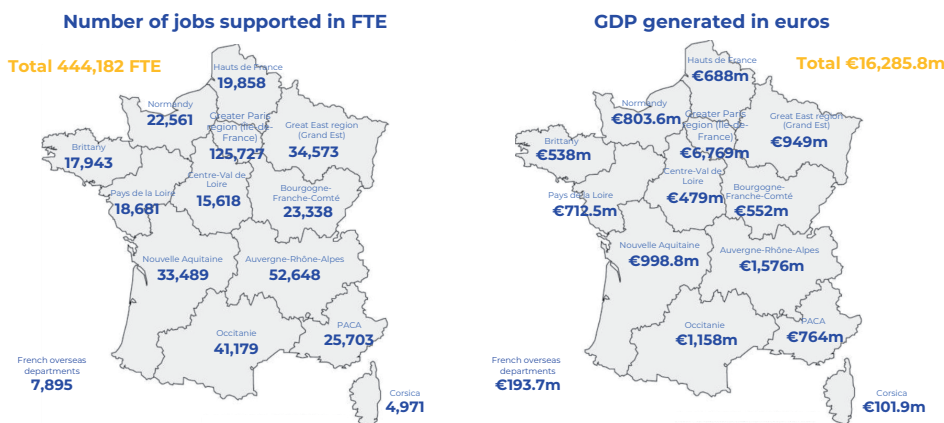 Number of jobs supported in FTE
Total 444,182 FTE
Hauts de France
19,858
Normandy
22,561
Greater Paris
region (Île-de-
France)
125,727
Great East region
(Grand Est)
34,573
Brittany
17,943
Pays de la Loire
18,681
Centre-Val de
Loire
15,618
Bourgogne-
Franche-Comté
23,338
Nouvelle Aquitaine
33,489
Auvergne-Rhône-Alpes
52,648
Occitanie
41,179
PACA
25,703
French overseas
departments
7,895
Corsica
4,971
GDP generated in euros
Total €16,285.8m
Hauts de France
€688m
Normandy
€803.6m
Greater Paris
region (Île-de-
France)
€6,769m
Great East region
(Grand Est)
€949m
Brittany
€538m
Pays de la Loire
€712.5m
Centre-Val de
Loire
€479m
Bourgogne-
Franche-Comté
€552m
Nouvelle Aquitaine
€998.8m
Auvergne-Rhône-Alpes
€1,576m
Occitanie
€1,158m
PACA
€764m
French overseas
departments
€193.7m
Corsica
€101.9m